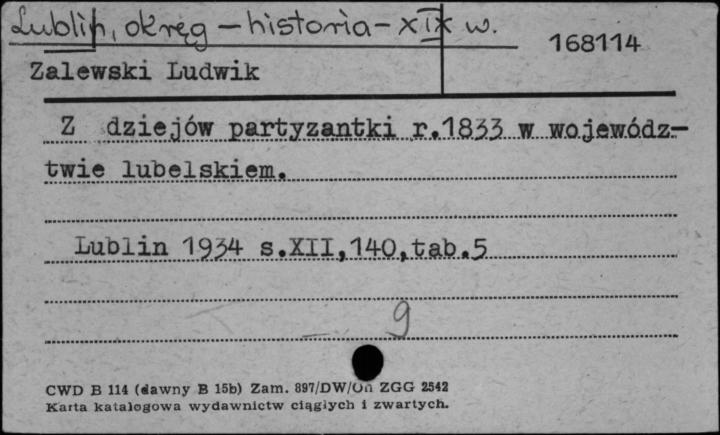 Lublin, okręg - historia - XIX w.
168114
Zalewski Ludwik
Z dziejów partyzantki r.1833 w wojewódz-
twie lubelskiem.
Lublin 1934 s.XII,140,tab.5
9
CWD B 114 (dawny B 15b) Zam. 897/DW/On ZGG 2542
Karta katalogowa wydawnictw ciągłych i zwartych.